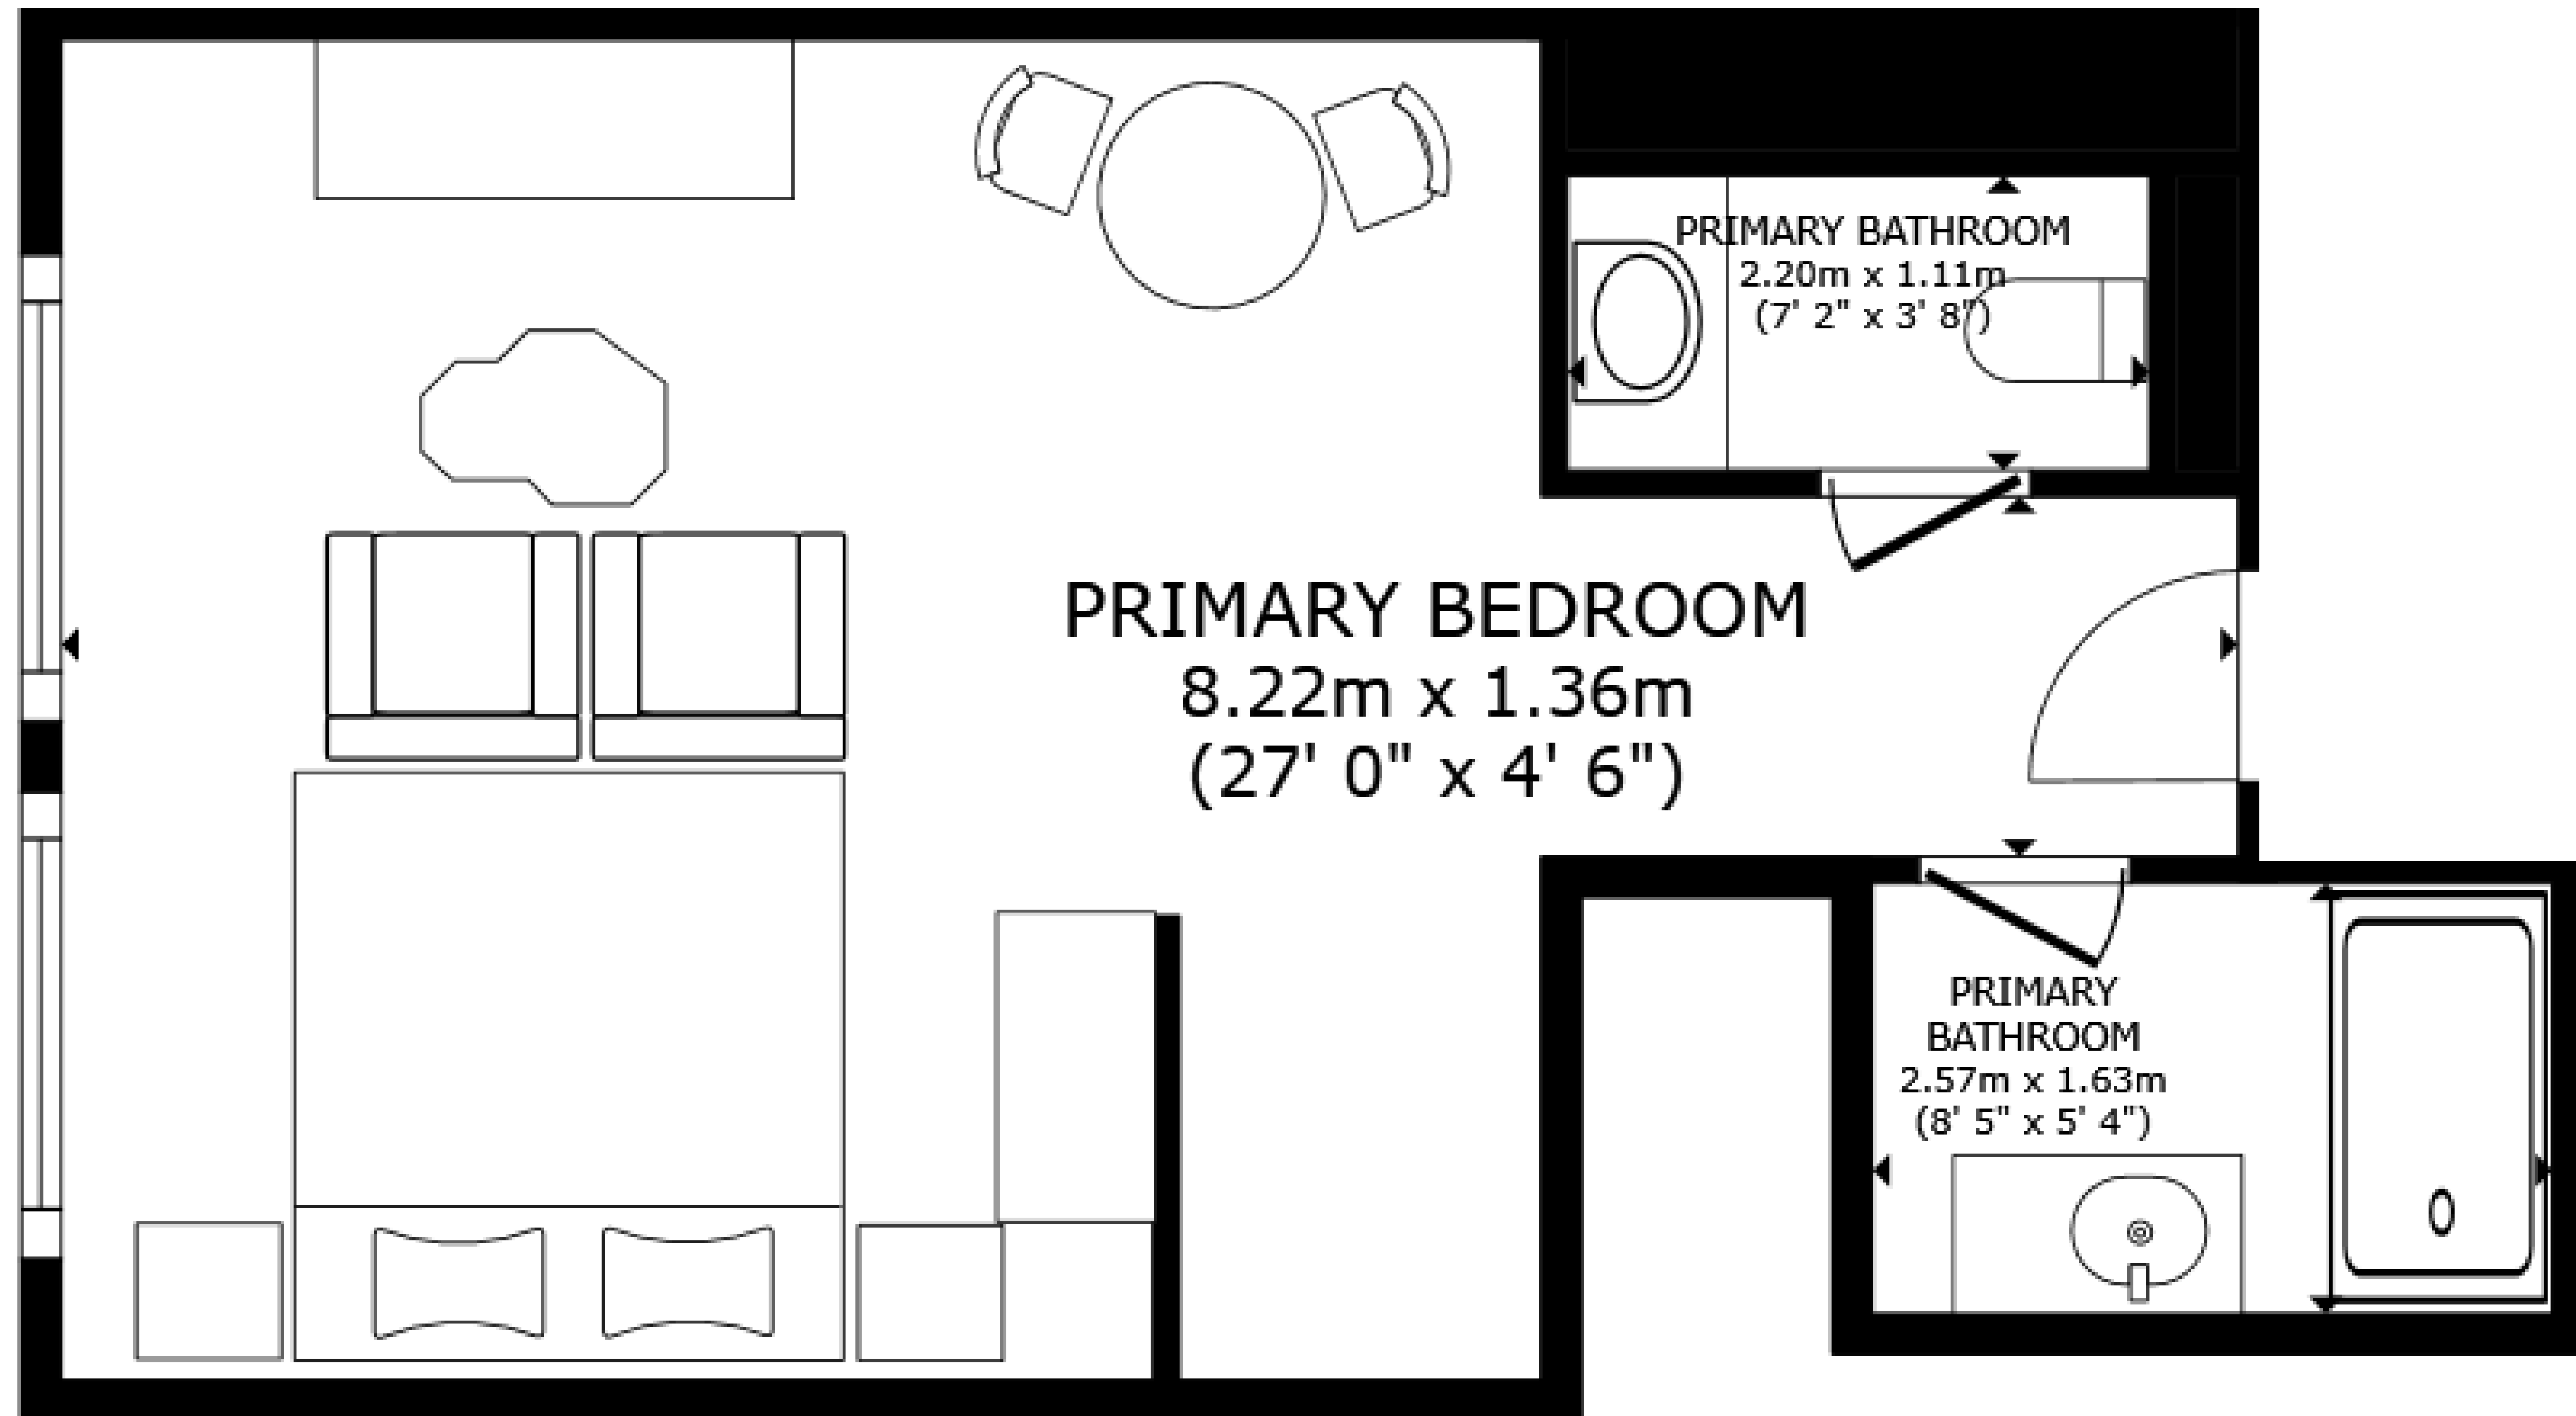 PRIMARY BATHROOM
2.20m x 1.11m
(7' 2" x 3' 8")
PRIMARY BEDROOM
8.22m x 1.36m
(27' 0" x 4' 6")
PRIMARY
BATHROOM
2.57m x 1.63m
(8' 5" x 5' 4")